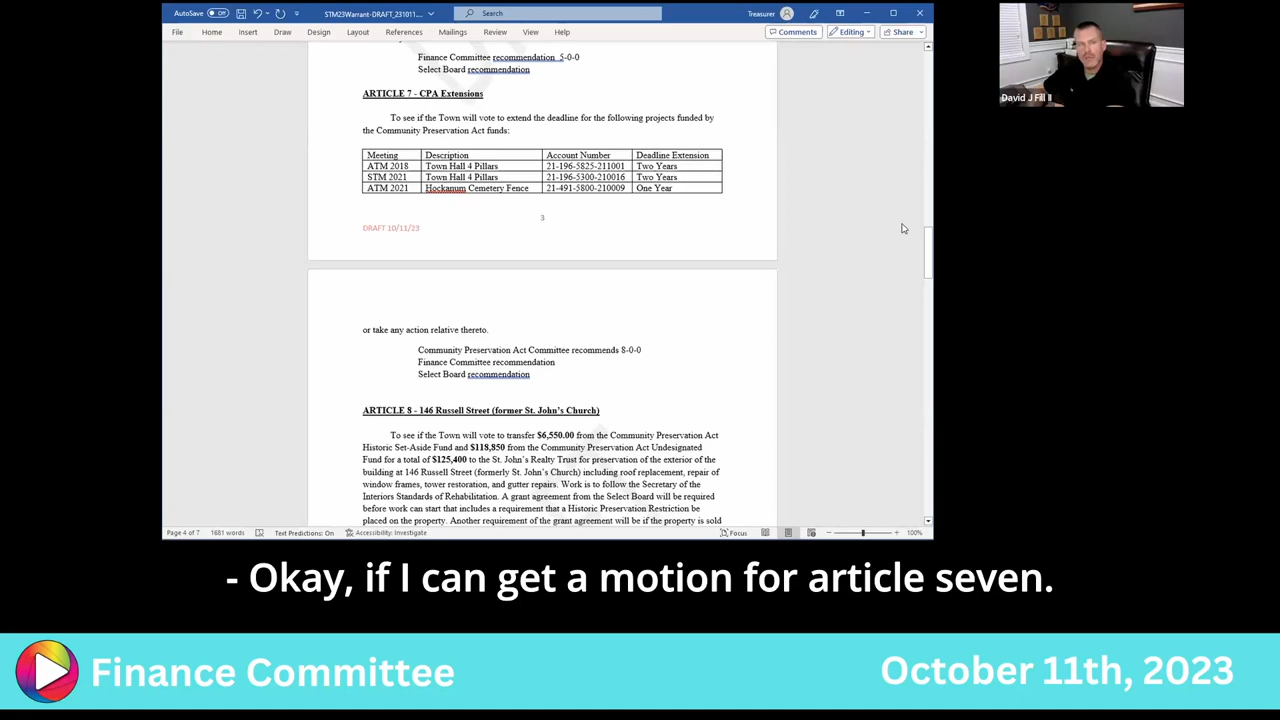 AutoSave Off STM23Warrant-DRAFT_231011... Search Treasurer
File Home Insert Draw Design Layout References Mailings Review View Help Comments Editing Share
Finance Committee recommendation 5-0-0
Select Board recommendation
ARTICLE 7 - CPA Extensions
To see if the Town will vote to extend the deadline for the following projects funded by
the Community Preservation Act funds:
Meeting Description Account Number Deadline Extension
ATM 2018 Town Hall 4 Pillars 21-196-5825-211001 Two Years
STM 2021 Town Hall 4 Pillars 21-196-5300-210016 Two Years
ATM 2021 Hockanum Cemetery Fence 21-491-5800-210009 One Year
3
DRAFT 10/11/23
or take any action relative thereto.
Community Preservation Act Committee recommends 8-0-0
Finance Committee recommendation
Select Board recommendation
ARTICLE 8 - 146 Russell Street (former St. John's Church)
To see if the Town will vote to transfer $6,550.00 from the Community Preservation Act
Historic Set-Aside Fund and $118,850 from the Community Preservation Act Undesignated
Fund for a total of $125,400 to the St. John's Realty Trust for preservation of the exterior of the
building at 146 Russell Street (formerly St. John's Church) including roof replacement, repair of
window frames, tower restoration, and gutter repairs. Work is to follow the Secretary of the
Interiors Standards of Rehabilitation. A grant agreement from the Select Board will be required
before work can start that includes a requirement that a Historic Preservation Restriction be
placed on the property. Another requirement of the grant agreement will be if the property is sold
Page 4 of 7 1681 words Text Predictions: On Accessibility: Investigate Focus 100%
David J Fill II
- Okay, if I can get a motion for article seven.
Finance Committee
October 11th, 2023